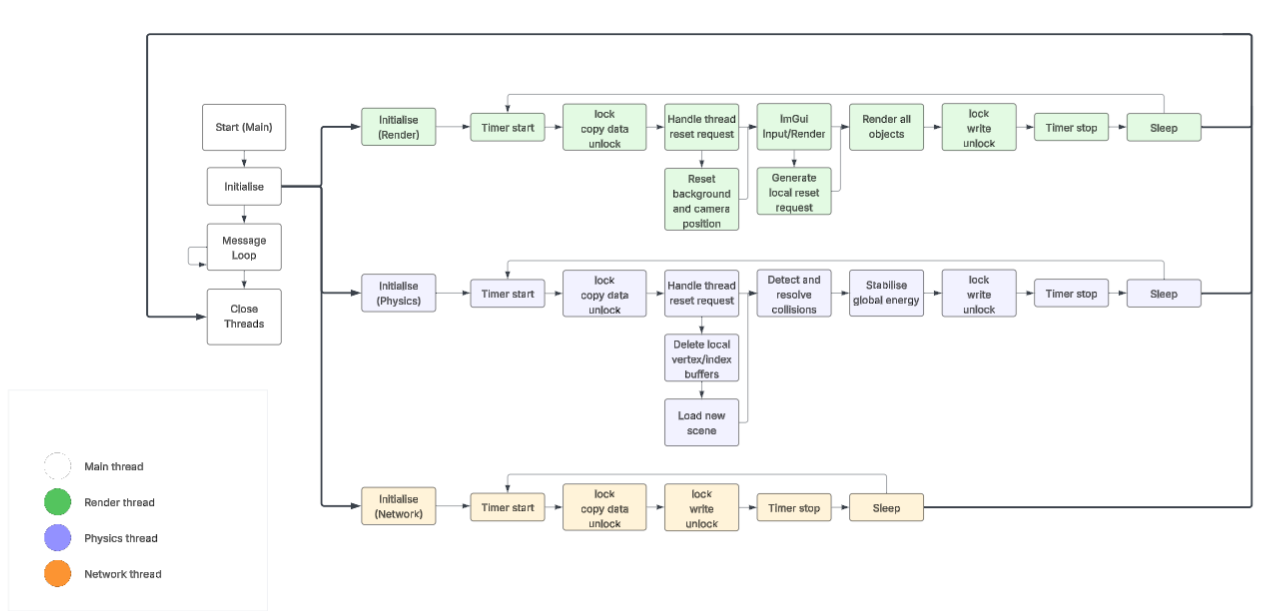 Start (Main)
Initialise
Message
Loop
Close
Threads
Initialise
(Render)
Timer start
lock
copy data
unlock
Handle thread
reset request
Reset
background
and camera
position
ImGui
Input/Render
Generate
local reset
request
Render all
objects
lock
write
unlock
Timer stop
Sleep
Initialise
(Physics)
Timer start
lock
copy data
unlock
Handle thread
reset request
Delete local
vertex/index
buffers
Load new
scene
Detect and
resolve
collisions
Stabilise
global energy
lock
write
unlock
Timer stop
Sleep
Initialise
(Network)
Timer start
lock
copy data
unlock
lock
write
unlock
Timer stop
Sleep
Main thread
Render thread
Physics thread
Network thread